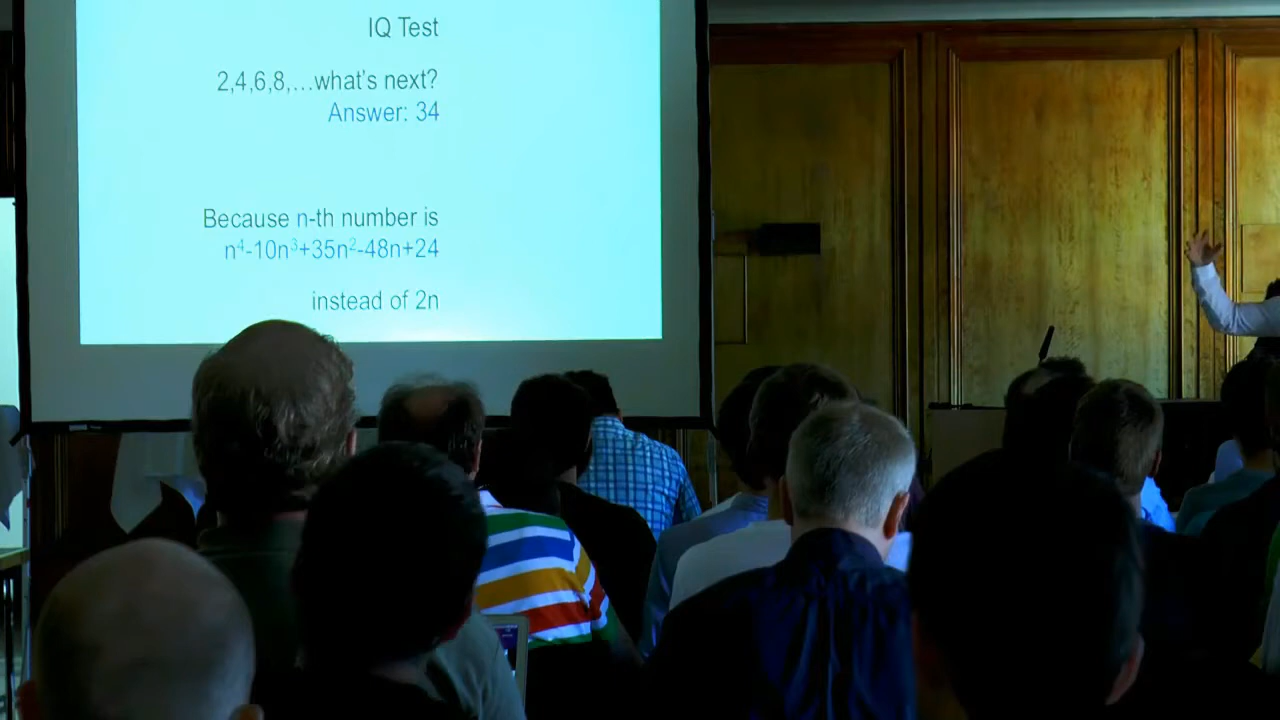 IQ Test
2,4,6,8,...what's next?
Answer: 34
Because n-th number is
n⁴-10n³+35n²-48n+24
instead of 2n